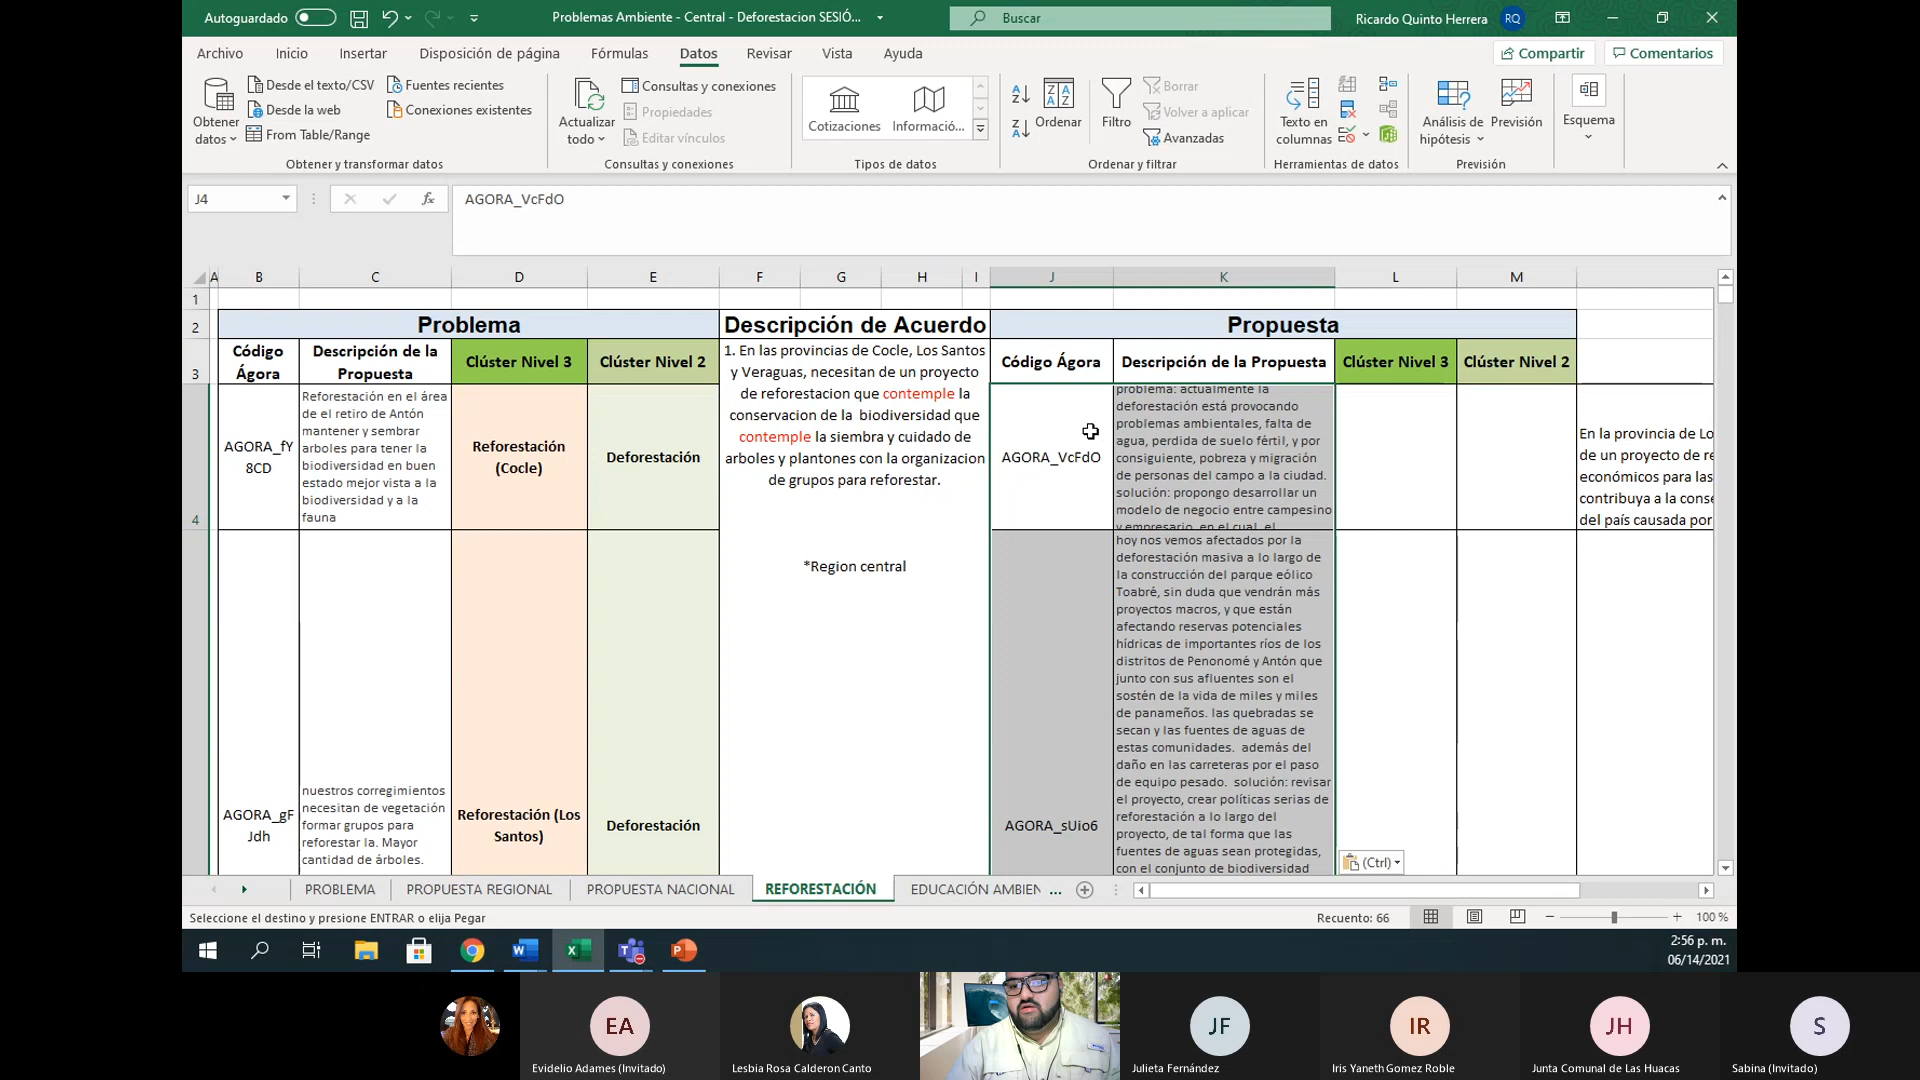 Autoguardado
Problemas Ambiente - Central - Deforestacion SESIÓ...
Buscar
Ricardo Quinto Herrera
RQ
Archivo Inicio Insertar Disposición de página Fórmulas Datos Revisar Vista Ayuda
Compartir Comentarios
Obtener datos
Desde el texto/CSV
Desde la web
From Table/Range
Fuentes recientes
Conexiones existentes
Obtener y transformar datos
Actualizar todo
Consultas y conexiones
Propiedades
Editar vínculos
Consultas y conexiones
Cotizaciones Informació...
Tipos de datos
Ordenar
Filtro
Borrar
Volver a aplicar
Avanzadas
Ordenar y filtrar
Texto en columnas
Herramientas de datos
Análisis de hipótesis
Previsión
Previsión
Esquema
J4
fx
AGORA_VcFdO
A B C D E F G H I J K L M
1
2
Problema
Descripción de Acuerdo
Propuesta
3
Código Ágora
Descripción de la Propuesta
Clúster Nivel 3
Clúster Nivel 2
Código Ágora
Descripción de la Propuesta
Clúster Nivel 3
Clúster Nivel 2
1. En las provincias de Cocle, Los Santos
y Veraguas, necesitan de un proyecto
de reforestacion que contemple la
conservacion de la biodiversidad que
contemple la siembra y cuidado de
arboles y plantones con la organizacion
de grupos para reforestar.
*Region central
4
AGORA_fY
8CD
Reforestación en el área
de el retiro de Antón
mantener y sembrar
arboles para tener la
biodiversidad en buen
estado mejor vista a la
biodiversidad y a la
fauna
Reforestación
(Cocle)
Deforestación
AGORA_VcFdO
problema: actualmente la
deforestación está provocando
problemas ambientales, falta de
agua, perdida de suelo fértil, y por
consiguiente, pobreza y migración
de personas del campo a la ciudad.
solución: propongo desarrollar un
modelo de negocio entre campesino
y empresario, en el cual, el
En la provincia de Lo
de un proyecto de re
económicos para las
contribuya a la conse
del país causada por
AGORA_gF
Jdh
nuestros corregimientos
necesitan de vegetación
formar grupos para
reforestar la. Mayor
cantidad de árboles.
Reforestación (Los
Santos)
Deforestación
AGORA_sUio6
hoy nos vemos afectados por la
deforestación masiva a lo largo de
la construcción del parque eólico
Toabré, sin duda que vendrán más
proyectos macros, y que están
afectando reservas potenciales
hídricas de importantes ríos de los
distritos de Penonomé y Antón que
junto con sus afluentes son el
sostén de la vida de miles y miles
de panameños. las quebradas se
secan y las fuentes de aguas de
estas comunidades. además del
daño en las carreteras por el paso
de equipo pesado. solución: revisar
el proyecto, crear políticas serias de
reforestación a lo largo del
proyecto, de tal forma que las
fuentes de aguas sean protegidas,
con el conjunto de biodiversidad
(Ctrl)
PROBLEMA PROPUESTA REGIONAL PROPUESTA NACIONAL REFORESTACIÓN EDUCACIÓN AMBIEN ...
Seleccione el destino y presione ENTRAR o elija Pegar
Recuento: 66
100 %
2:56 p. m.
06/14/2021
EA
Evidelio Adames (Invitado)
Lesbia Rosa Calderon Canto
JF
Julieta Fernández
IR
Iris Yaneth Gomez Roble
JH
Junta Comunal de Las Huacas
S
Sabina (Invitado)